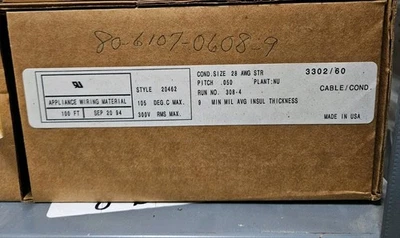 80-6107-0608-9
APPLIANCE WIRING MATERIAL
100 FT SEP 20 94
STYLE 20462
105 DEG.C MAX.
300V RMS MAX.
COND.SIZE 28 AWG STR
PITCH .050 PLANT:NU
RUN NO. 308-4
9 MIN MIL AVG INSUL THICKNESS
3302/60
CABLE/COND.
MADE IN USA